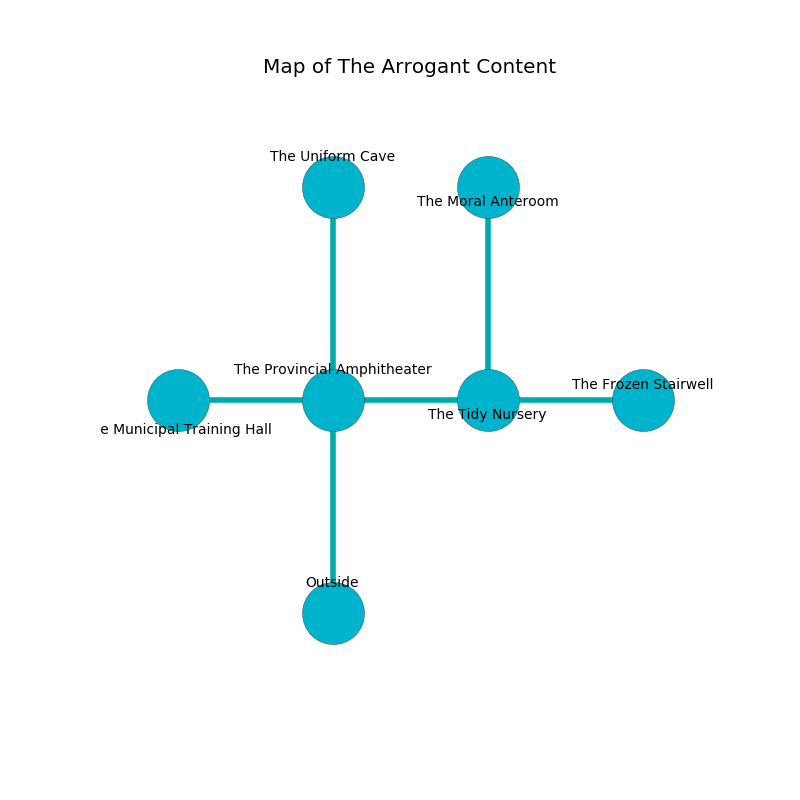 Map of The Arrogant Content
The Uniform Cave
The Moral Anteroom
The Provincial Amphitheater
The Frozen Stairwell
The Tidy Nursery
e Municipal Training Hall
Outside